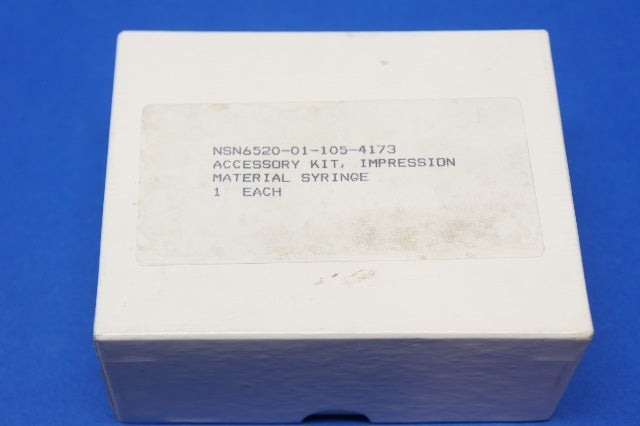 NSN6520-01-105-4173
ACCESSORY KIT, IMPRESSION
MATERIAL SYRINGE
1 EACH